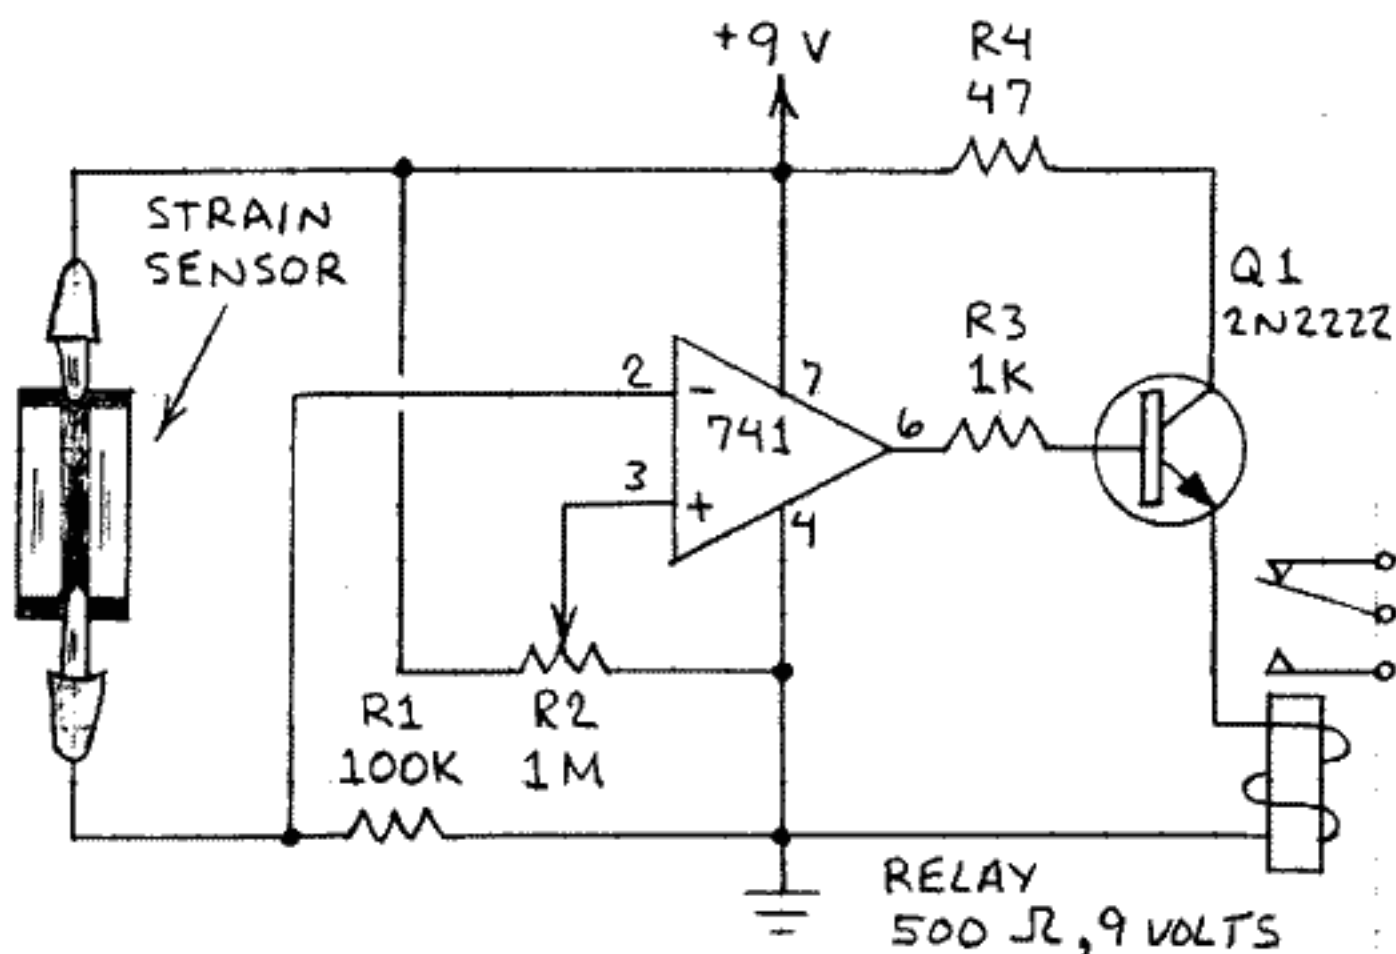 +9 V
R4
47
STRAIN
SENSOR
Q1
2N2222
R3
1K
2
-
7
741
6
3
+
4
R1
100K
R2
1M
RELAY
500 Ω, 9 VOLTS